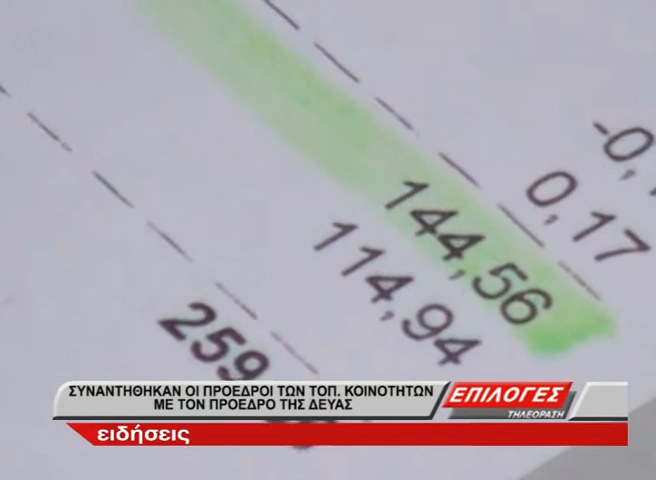 0,17
144,56
114,94
259
ΣΥΝΑΝΤΗΘΗΚΑΝ ΟΙ ΠΡΟΕΔΡΟΙ ΤΩΝ ΤΟΠ. ΚΟΙΝΟΤΗΤΩΝ
ΜΕ ΤΟΝ ΠΡΟΕΔΡΟ ΤΗΣ ΔΕΥΑΣ
ΕΠΙΛΟΓΕΣ
ΤΗΛΕΟΡΑΣΗ
ειδήσεις